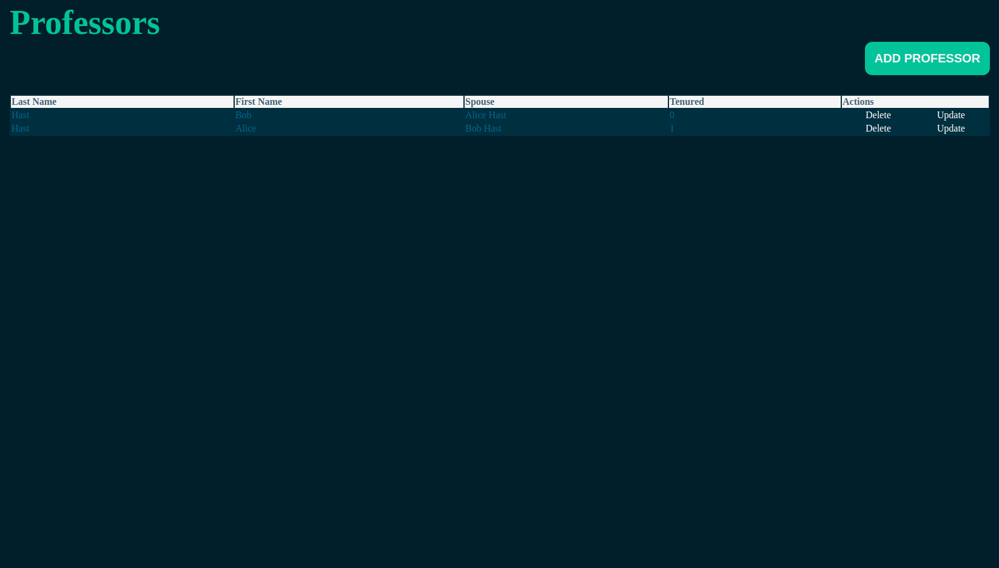 Professors
ADD PROFESSOR
Last Name First Name Spouse Tenured Actions
Hast Bob Alice Hast 0 Delete Update
Hast Alice Bob Hast 1 Delete Update